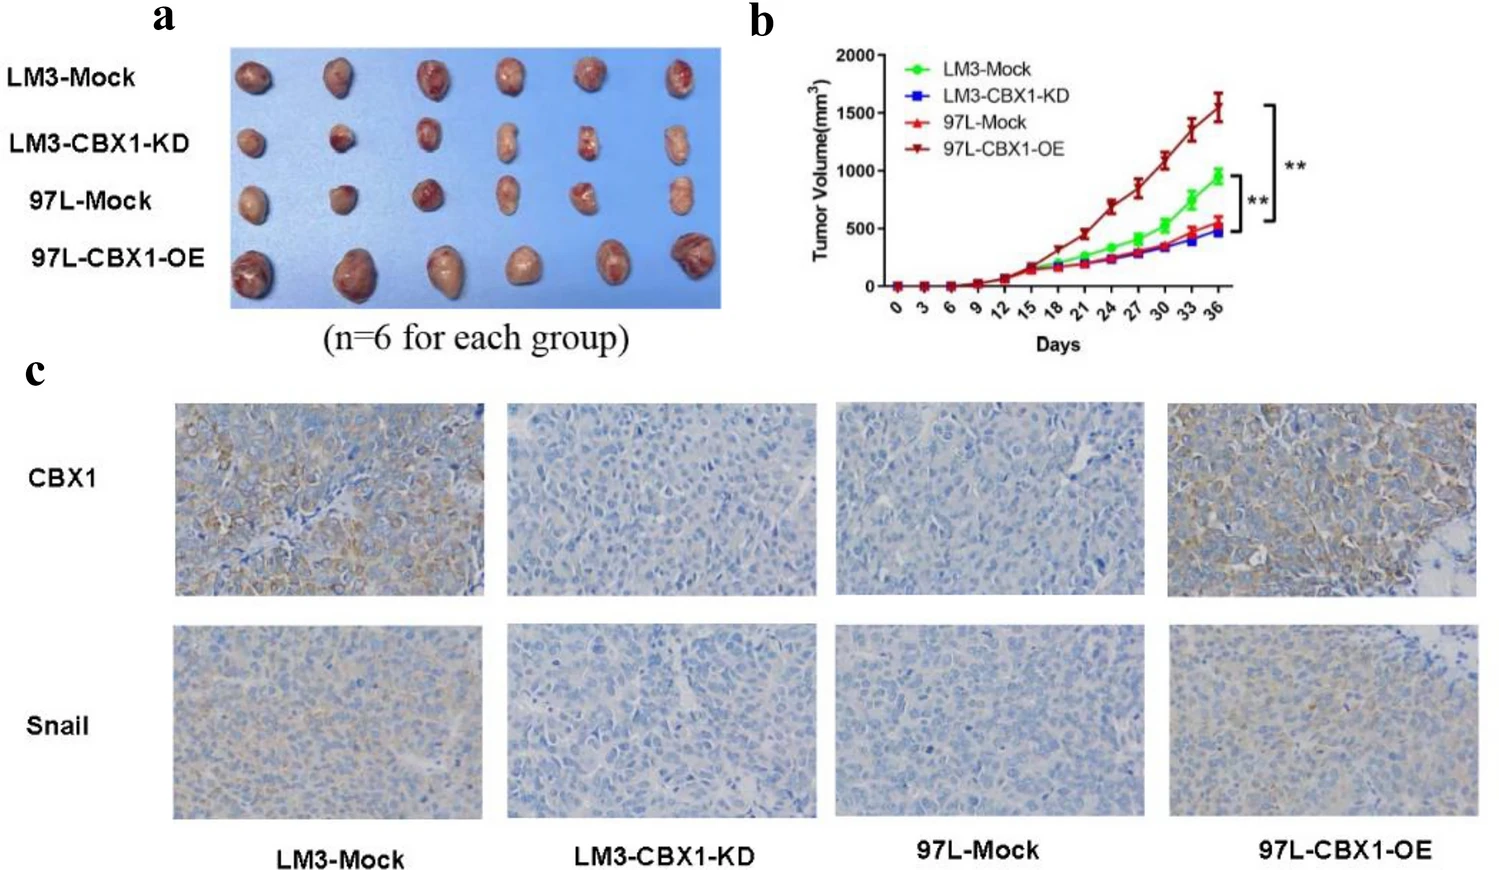 a
LM3-Mock
LM3-CBX1-KD
97L-Mock
97L-CBX1-OE
(n=6 for each group)
b
2000
1500
1000
500
0
Tumor Volume(mm³)
LM3-Mock
LM3-CBX1-KD
97L-Mock
97L-CBX1-OE
**
**
0 3 6 9 12 15 18 21 24 27 30 33 36
Days
c
CBX1
Snail
LM3-Mock
LM3-CBX1-KD
97L-Mock
97L-CBX1-OE